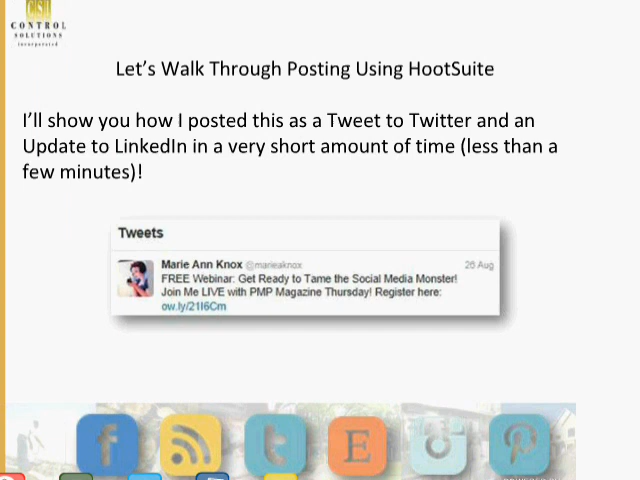 CSI
CONTROL
SOLUTIONS
incorporated
Let’s Walk Through Posting Using HootSuite
I’ll show you how I posted this as a Tweet to Twitter and an
Update to LinkedIn in a very short amount of time (less than a
few minutes)!
Tweets
Marie Ann Knox @marieaknox 26 Aug
FREE Webinar: Get Ready to Tame the Social Media Monster!
Join Me LIVE with PMP Magazine Thursday! Register here:
ow.ly/21I6Cm